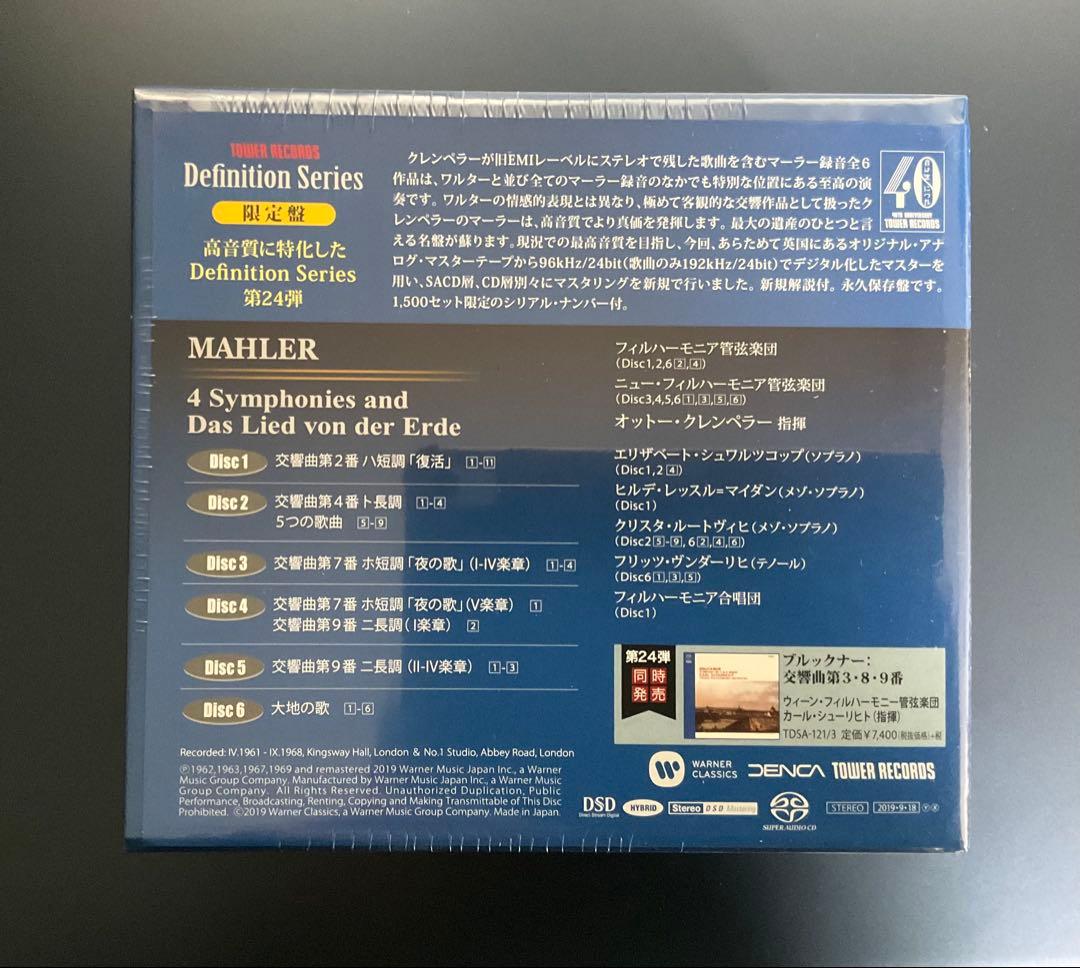 TOWER RECORDS
Definition Series
限定盤
高音質に特化した
Definition Series
第24弾
クレンペラーが旧EMIレーベルにステレオで残した歌曲を含むマーラー録音全6
作品は、ワルターと並び全てのマーラー録音のなかでも特別な位置にある至高の演
奏です。ワルターの情感的表現とは異なり、極めて客観的な交響作品として扱ったク
レンペラーのマーラーは、高音質でより真価を発揮します。最大の遺産のひとつと言
える名盤が蘇ります。現況での最高音質を目指し、今回、あらためて英国にあるオリジナル・アナ
ログ・マスターテープから96kHz/24bit(歌曲のみ192kHz/24bit)でデジタル化したマスターを
用い、SACD層、CD層別々にマスタリングを新規で行いました。新規解説付。永久保存盤です。
1,500セット限定のシリアル・ナンバー付。
40
40TH ANNIVERSARY
TOWER RECORDS
MAHLER
4 Symphonies and
Das Lied von der Erde
Disc 1 交響曲第2番 ハ短調「復活」 1-11
Disc 2 交響曲第4番ト長調 1-4
5つの歌曲 5-9
Disc 3 交響曲第7番 ホ短調「夜の歌」(I-IV楽章) 1-4
Disc 4 交響曲第7番 ホ短調「夜の歌」(V楽章) 1
交響曲第9番 ニ長調(I楽章) 2
Disc 5 交響曲第9番 ニ長調(II-IV楽章) 1-3
Disc 6 大地の歌 1-6
フィルハーモニア管弦楽団
(Disc1,2,6 2,4)
ニュー・フィルハーモニア管弦楽団
(Disc3,4,5,6 1,3,5,6)
オットー・クレンペラー 指揮
エリザベート・シュワルツコップ(ソプラノ)
(Disc1,2 4)
ヒルデ・レッスル=マイダン(メゾ・ソプラノ)
(Disc1)
クリスタ・ルートヴィヒ(メゾ・ソプラノ)
(Disc2 5-9, 6 2,4,6)
フリッツ・ヴンダーリヒ(テノール)
(Disc6 1,3,5)
フィルハーモニア合唱団
(Disc1)
第24弾
同時
発売
ブルックナー:
交響曲第3・8・9番
ウィーン・フィルハーモニー管弦楽団
カール・シューリヒト(指揮)
TDSA-121/3 定価¥7,400(税抜価格)+税
Recorded: IV.1961 - IX.1968, Kingsway Hall, London & No.1 Studio, Abbey Road, London
Ⓟ1962,1963,1967,1969 and remastered 2019 Warner Music Japan Inc., a Warner
Music Group Company. Manufactured by Warner Music Japan Inc., a Warner Music
Group Company. All Rights Reserved. Unauthorized Duplication, Public
Performance, Broadcasting, Renting, Copying and Making Transmittable of This Disc
Prohibited. ©2019 Warner Classics, a Warner Music Group Company. Made in Japan.
WARNER
CLASSICS
DENCA
TOWER RECORDS
DSD
Direct Stream Digital
HYBRID
Stereo DSD Mastering
SUPER AUDIO CD
STEREO
2019・9・18 Ⓨ Ⓧ